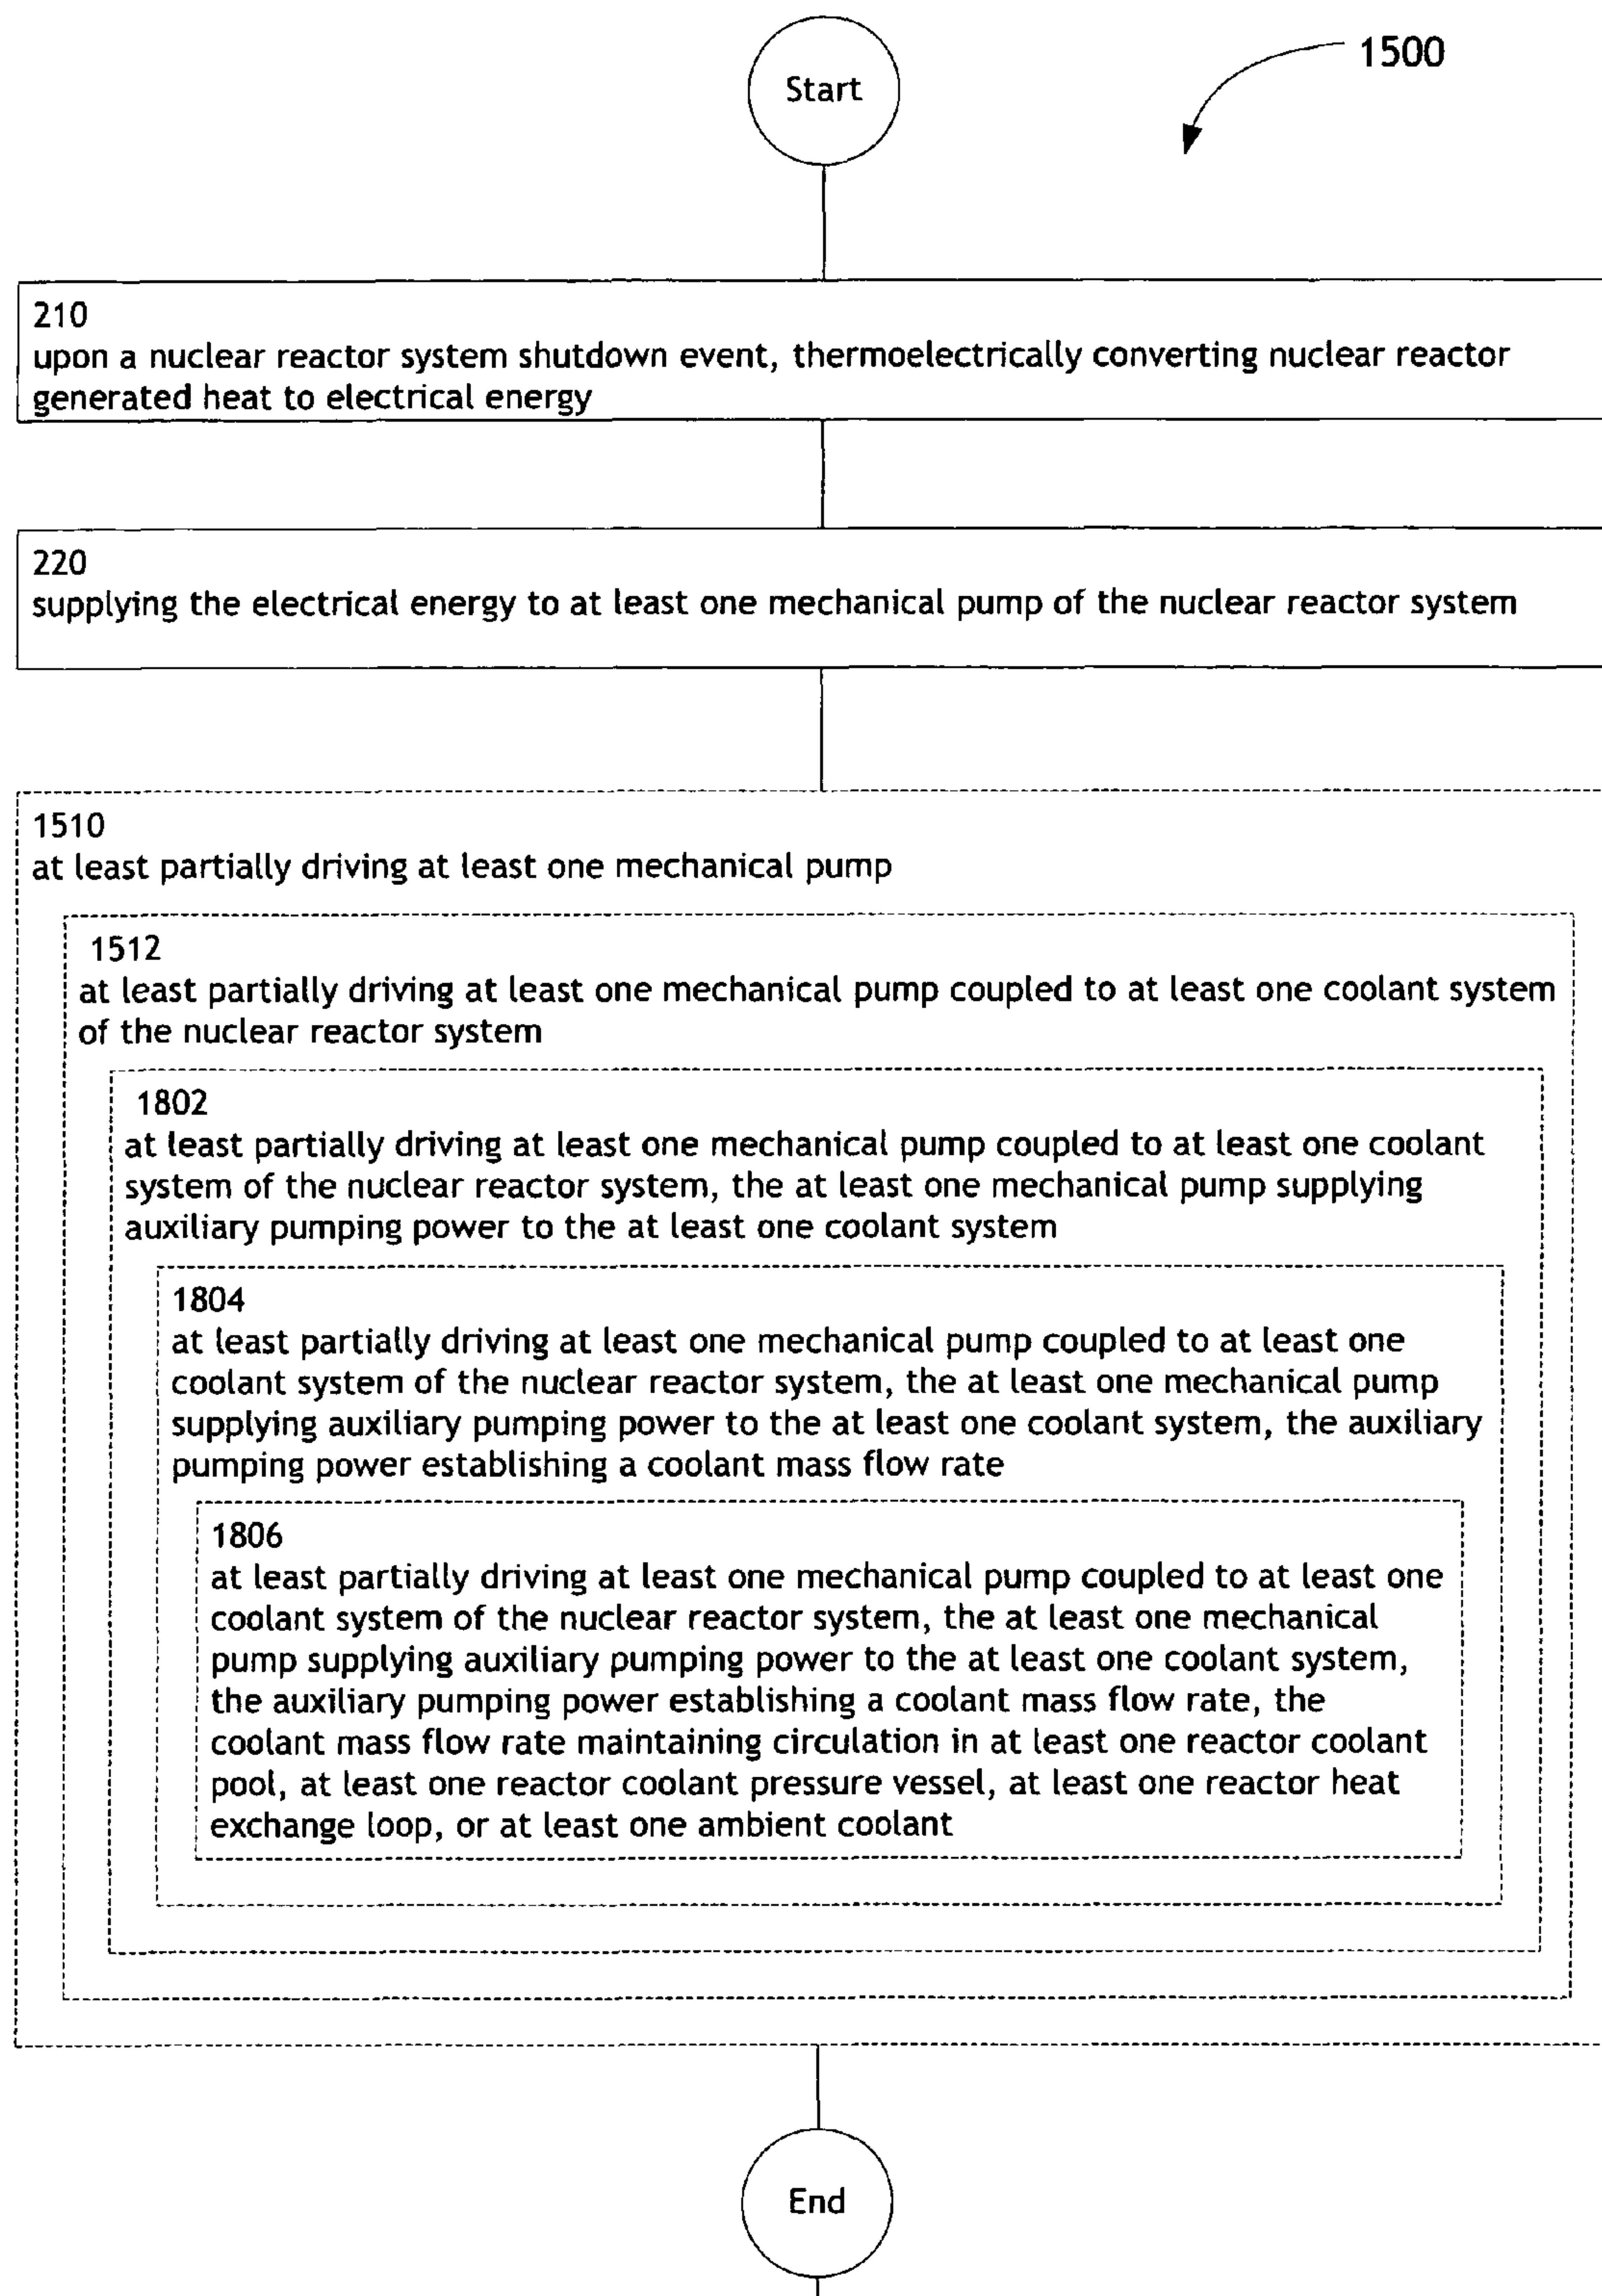 Start
1500
210
upon a nuclear reactor system shutdown event, thermoelectrically converting nuclear reactor
generated heat to electrical energy
220
supplying the electrical energy to at least one mechanical pump of the nuclear reactor system
1510
at least partially driving at least one mechanical pump
1512
at least partially driving at least one mechanical pump coupled to at least one coolant system
of the nuclear reactor system
1802
at least partially driving at least one mechanical pump coupled to at least one coolant
system of the nuclear reactor system, the at least one mechanical pump supplying
auxiliary pumping power to the at least one coolant system
1804
at least partially driving at least one mechanical pump coupled to at least one
coolant system of the nuclear reactor system, the at least one mechanical pump
supplying auxiliary pumping power to the at least one coolant system, the auxiliary
pumping power establishing a coolant mass flow rate
1806
at least partially driving at least one mechanical pump coupled to at least one
coolant system of the nuclear reactor system, the at least one mechanical
pump supplying auxiliary pumping power to the at least one coolant system,
the auxiliary pumping power establishing a coolant mass flow rate, the
coolant mass flow rate maintaining circulation in at least one reactor coolant
pool, at least one reactor coolant pressure vessel, at least one reactor heat
exchange loop, or at least one ambient coolant
End